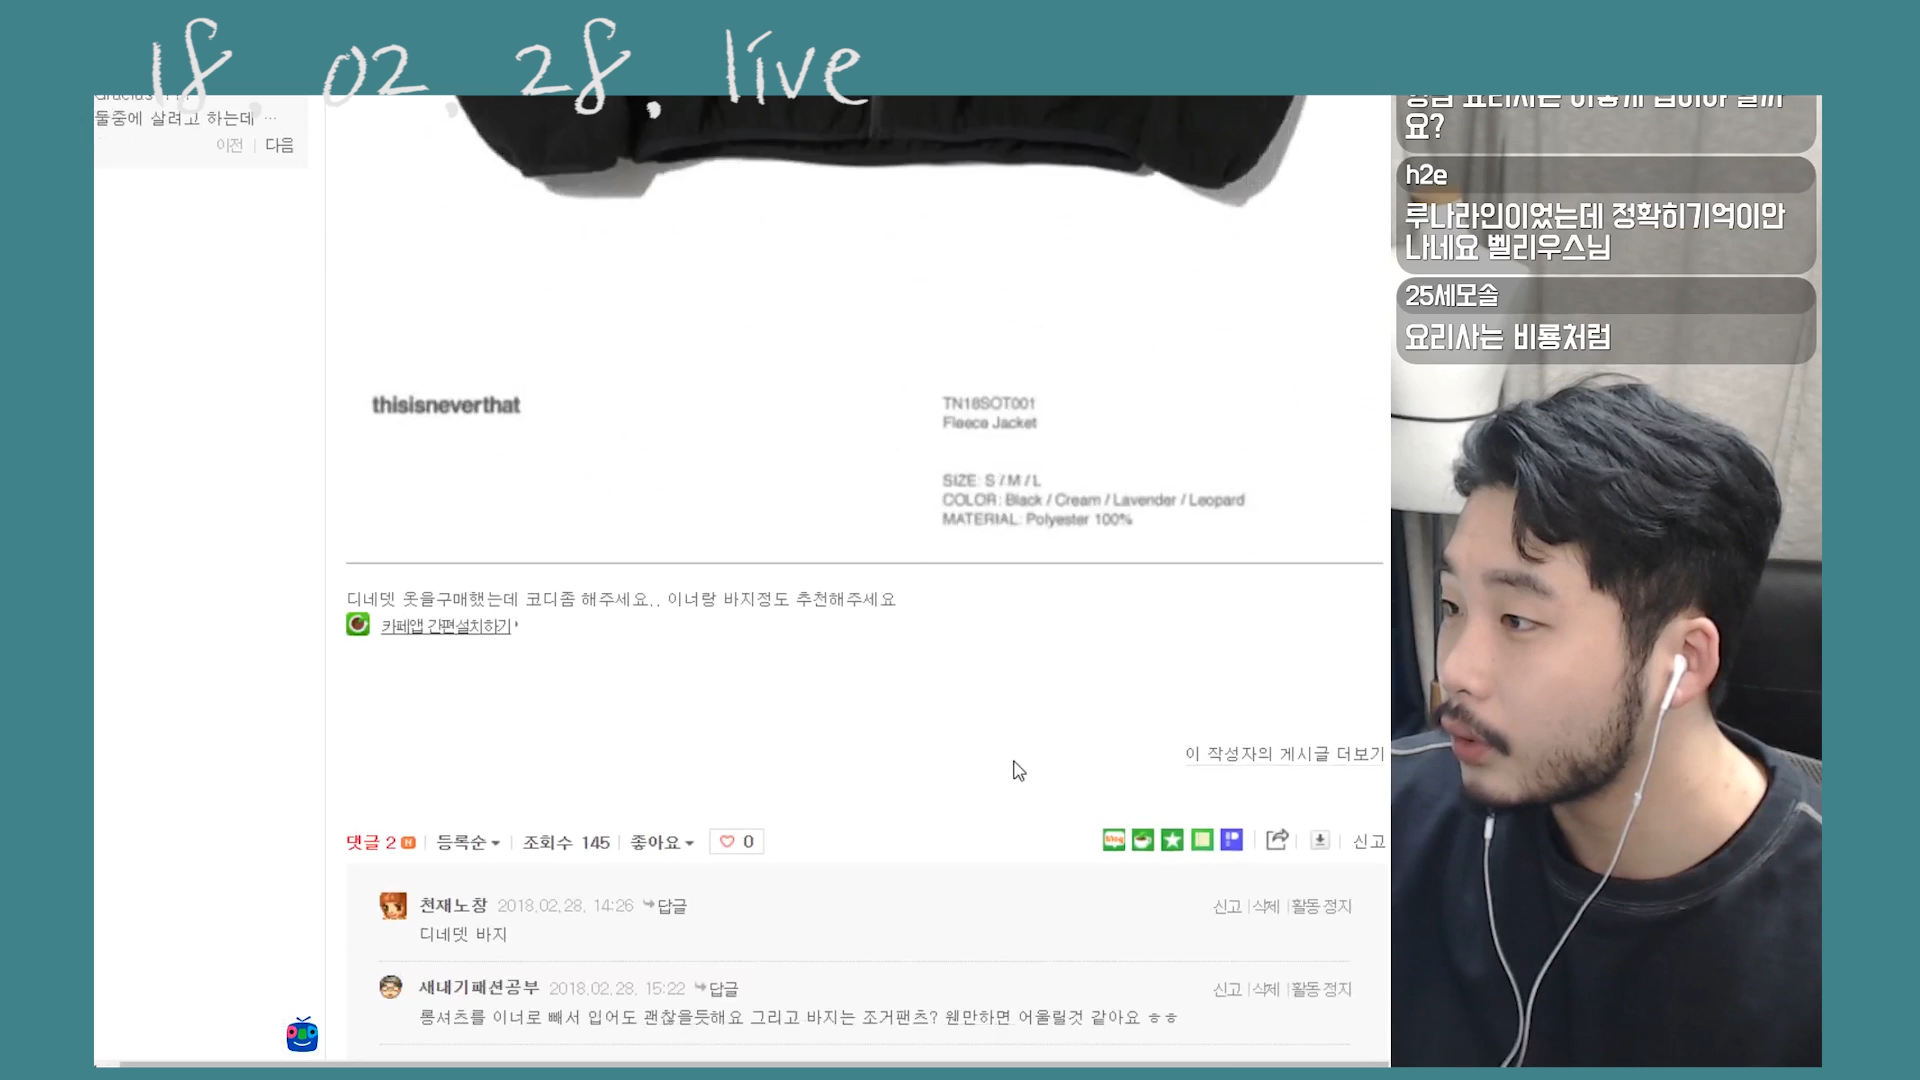 18. 02. 28. live
둘중에 살려고 하는데 ...
이전 | 다음
요?
h2e
루나라인이었는데 정확히기억이안
나네요 벨리우스님
25세모솔
요리사는 비룡처럼
thisisneverthat
TN18SOT001
Fleece Jacket
SIZE: S / M / L
COLOR: Black / Cream / Lavender / Leopard
MATERIAL: Polyester 100%
디네뎃 옷을구매했는데 코디좀 해주세요.. 이너랑 바지정도 추천해주세요
카페앱 간편설치하기
이 작성자의 게시글 더보기
댓글 2 | 등록순 | 조회수 145 | 좋아요 0
신고
천재노창 2018.02.28. 14:26 답글
신고 | 삭제 | 활동 정지
디네뎃 바지
새내기패션공부 2018.02.28. 15:22 답글
신고 | 삭제 | 활동 정지
롱셔츠를 이너로 빼서 입어도 괜찮을듯해요 그리고 바지는 조거팬츠? 웬만하면 어울릴것 같아요 ㅎㅎ